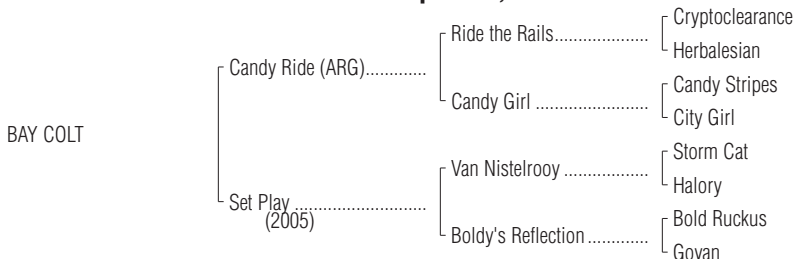 Cryptoclearance
Ride the Rails....................
Herbalesian
Candy Ride (ARG).............
Candy Stripes
Candy Girl ........................
City Girl
BAY COLT
Storm Cat
Van Nistelrooy ..................
Halory
Set Play ............................
(2005)
Bold Ruckus
Boldy's Reflection.............
Govan